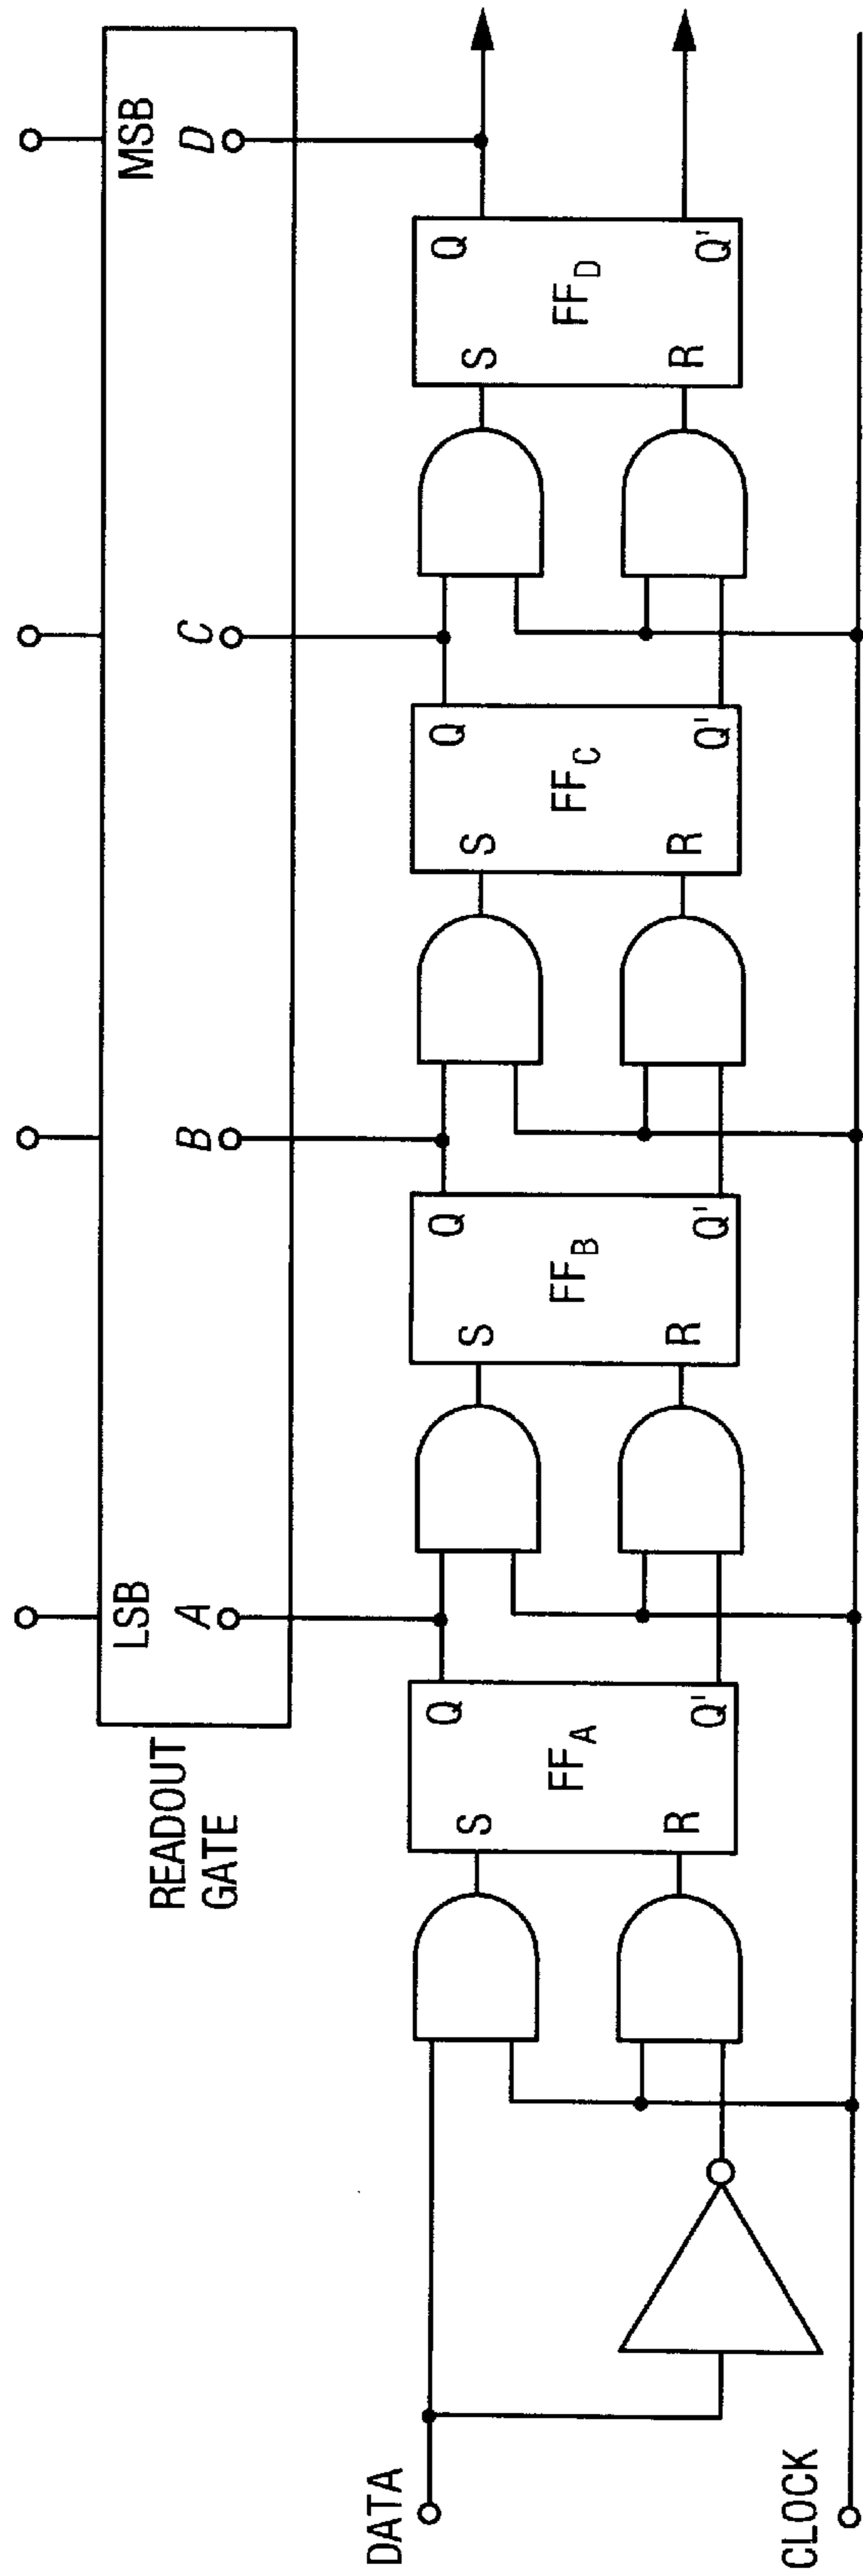 READOUT
GATE
LSB
MSB
A
B
C
D
Q
Q
Q
Q
S
S
S
S
FF_A
FF_B
FF_C
FF_D
R
R
R
R
Q'
Q'
Q'
Q'
DATA
CLOCK